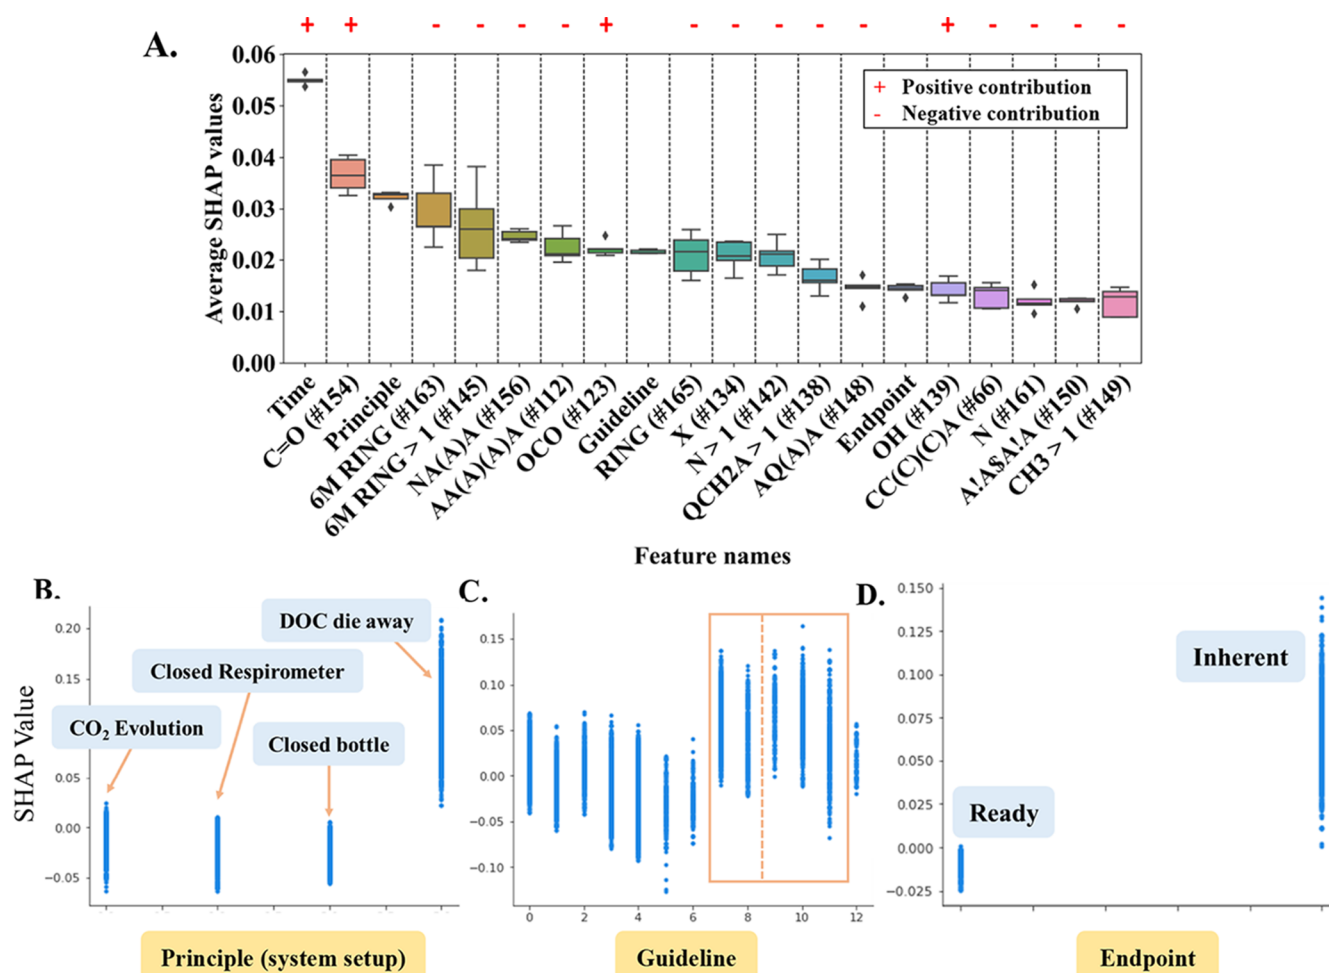 + + - - - - + - - - - - + - - - -
A.
0.06
0.05
0.04
0.03
0.02
0.01
0.00
Average SHAP values
+ Positive contribution
- Negative contribution
Time
C=O (#154)
Principle
6M RING (#163)
6M RING > 1 (#145)
NA(A)A (#156)
AA(A)(A)A (#112)
OCO (#123)
Guideline
RING (#165)
X (#134)
N > 1 (#142)
QCH2A > 1 (#138)
AQ(A)A (#148)
Endpoint
OH (#139)
CC(C)(C)A (#66)
N (#161)
A!A$A!A (#150)
CH3 > 1 (#149)
Feature names
B.
0.20
0.15
0.05
0.00
−0.05
SHAP Value
DOC die away
Closed Respirometer
CO₂ Evolution
Closed bottle
Principle (system setup)
C.
0.15
0.10
0.05
0.00
−0.05
−0.10
0 2 4 6 8 10 12
Guideline
D.
0.150
0.125
0.100
0.075
0.050
0.025
0.000
−0.025
Inherent
Ready
Endpoint